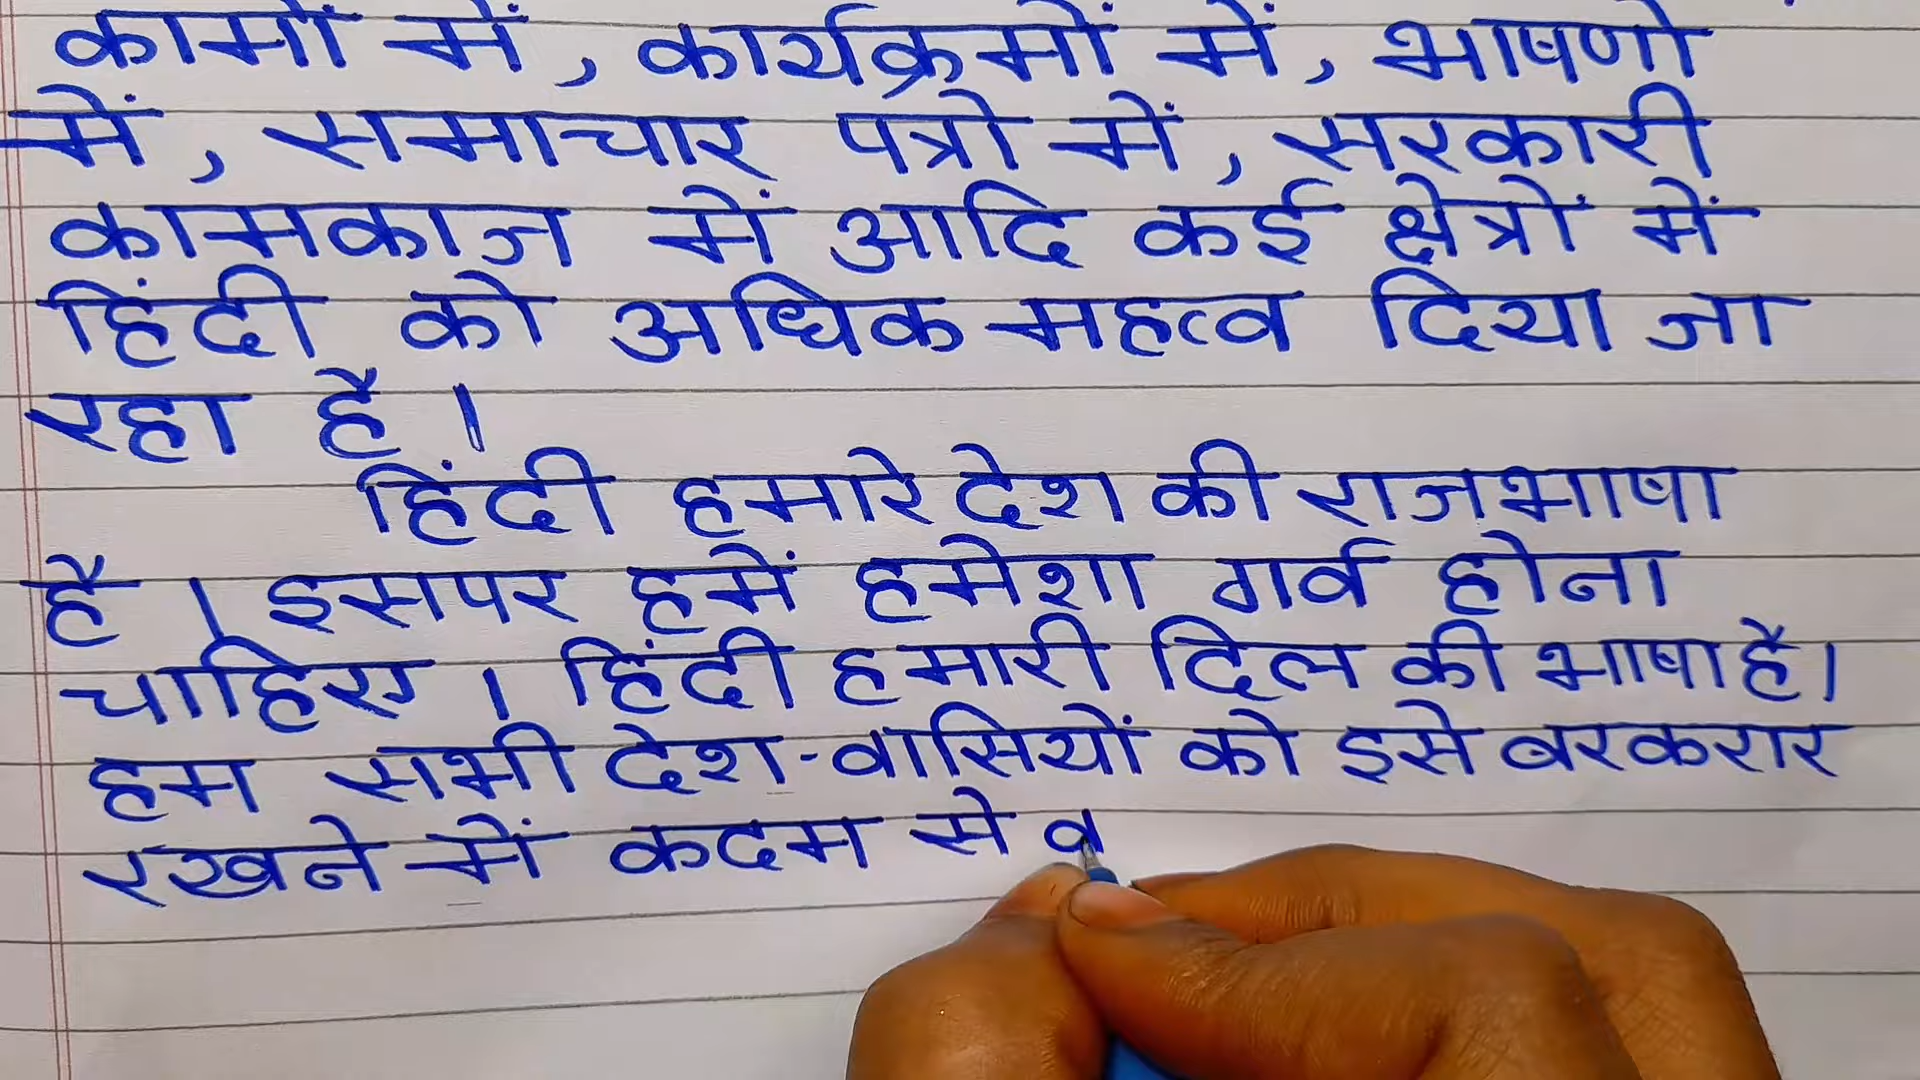 कामों में, कार्यक्रमों में, भाषणों
में, समाचार पत्रो में, सरकारी
कामकाज में आदि कई क्षेत्रों में
हिंदी को अधिक महत्व दिया जा
रहा है ।
हिंदी हमारे देश की राजभाषा
है । इसपर हमें हमेशा गर्व होना
चाहिए । हिंदी हमारी दिल की भाषा है।
हम सभी देश-वासियों को इसे बरकरार
रखने में कदम से